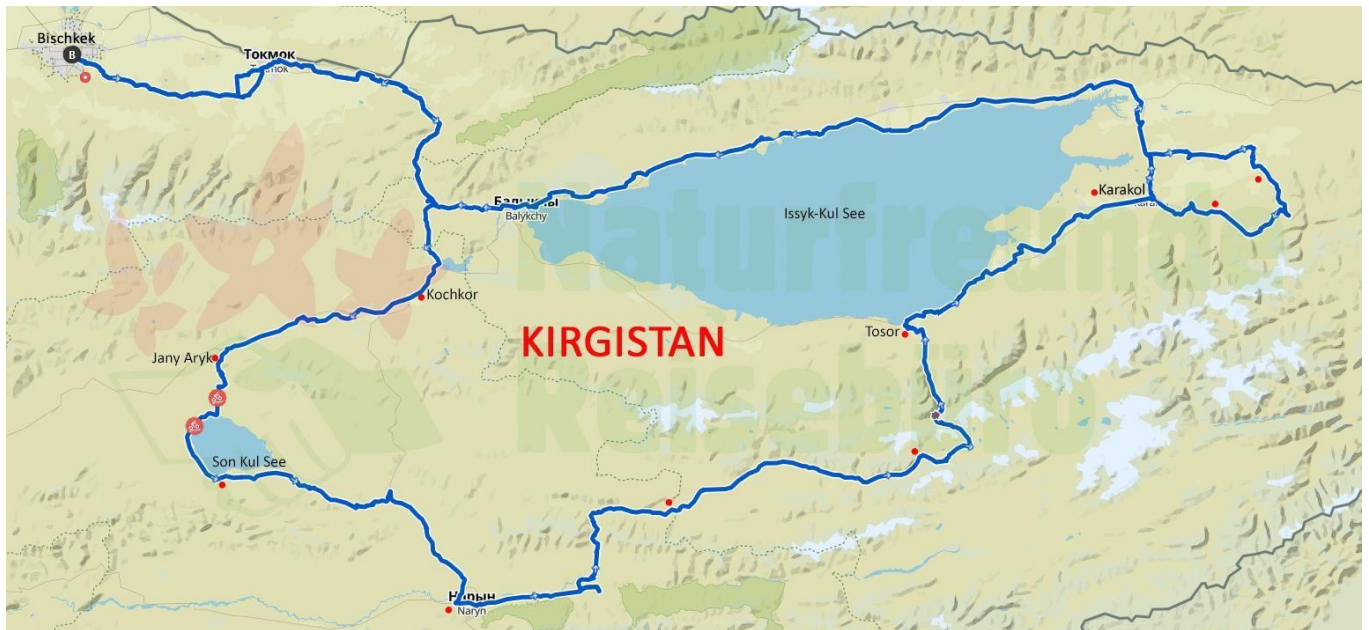 Bischkek
B
Токмок
Tokmok
Балыкчы
Balykchy
Issyk-Kul See
Karakol
Naturfreunde
Kochkor
Tosor
KIRGISTAN
Jany Aryk
Reisebüro
Son Kul See
Нарын
Naryn